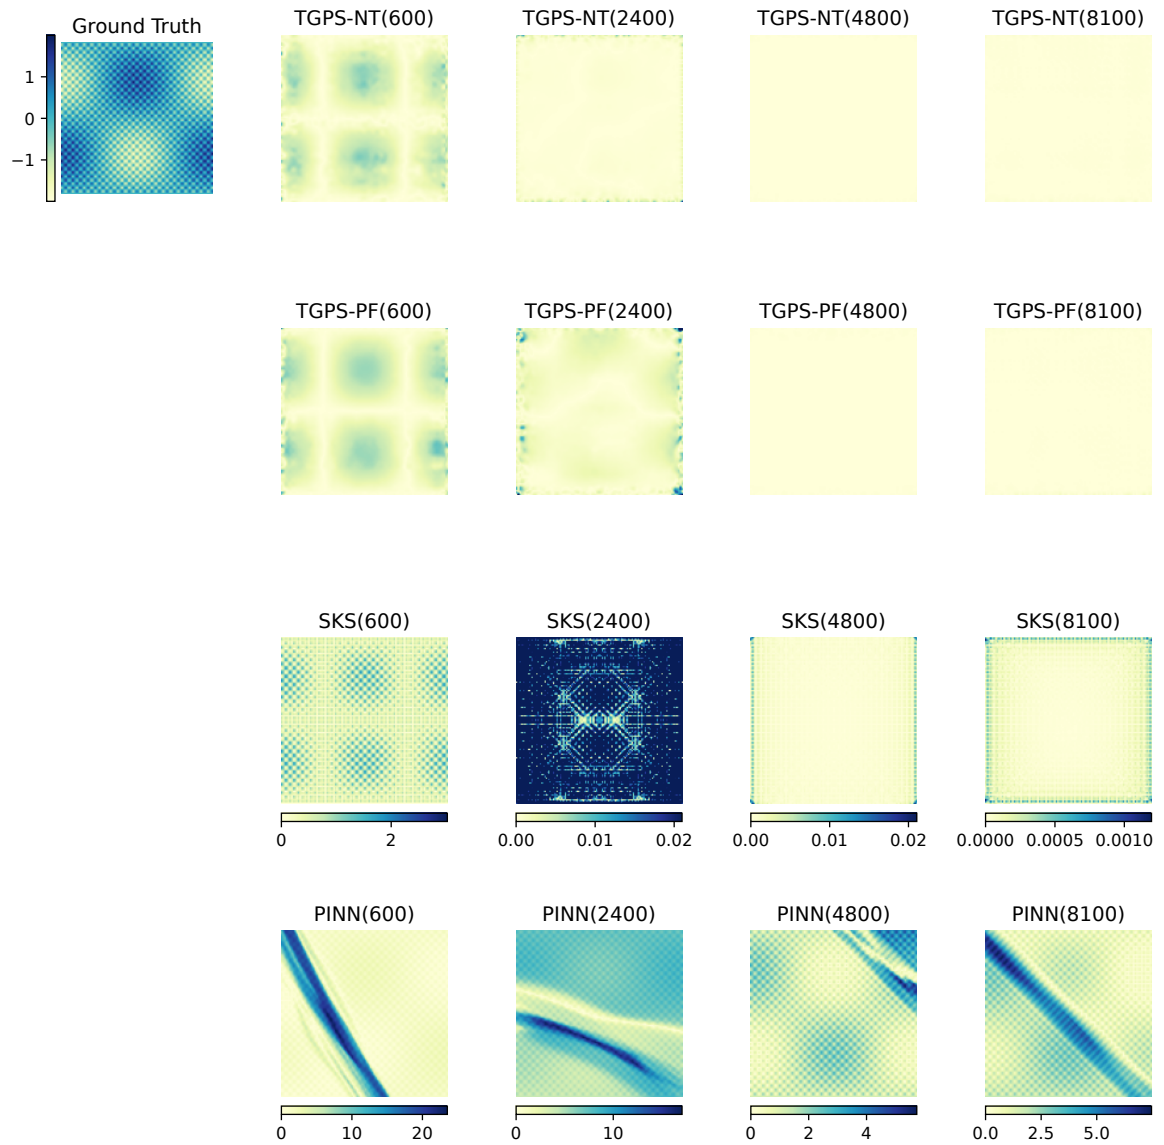 Ground Truth
1
0
−1
TGPS-NT(600) TGPS-NT(2400) TGPS-NT(4800) TGPS-NT(8100)
TGPS-PF(600) TGPS-PF(2400) TGPS-PF(4800) TGPS-PF(8100)
SKS(600) SKS(2400) SKS(4800) SKS(8100)
0 2 0.00 0.01 0.02 0.00 0.01 0.02 0.0000 0.0005 0.0010
PINN(600) PINN(2400) PINN(4800) PINN(8100)
0 10 20 0 10 0 2 4 0.0 2.5 5.0